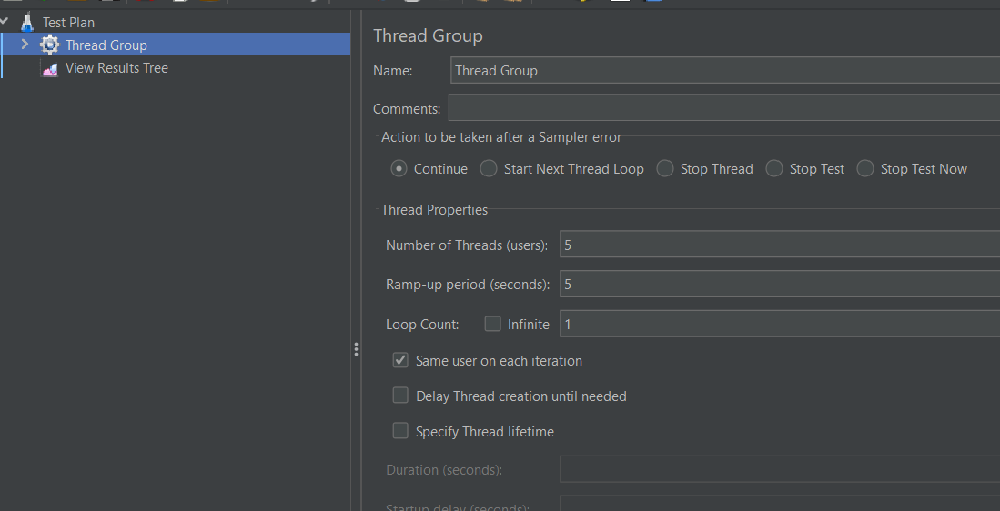 Test Plan
Thread Group
View Results Tree
Thread Group
Name: Thread Group
Comments:
Action to be taken after a Sampler error
Continue Start Next Thread Loop Stop Thread Stop Test Stop Test Now
Thread Properties
Number of Threads (users): 5
Ramp-up period (seconds): 5
Loop Count: Infinite 1
Same user on each iteration
Delay Thread creation until needed
Specify Thread lifetime
Duration (seconds):
Startup delay (seconds):